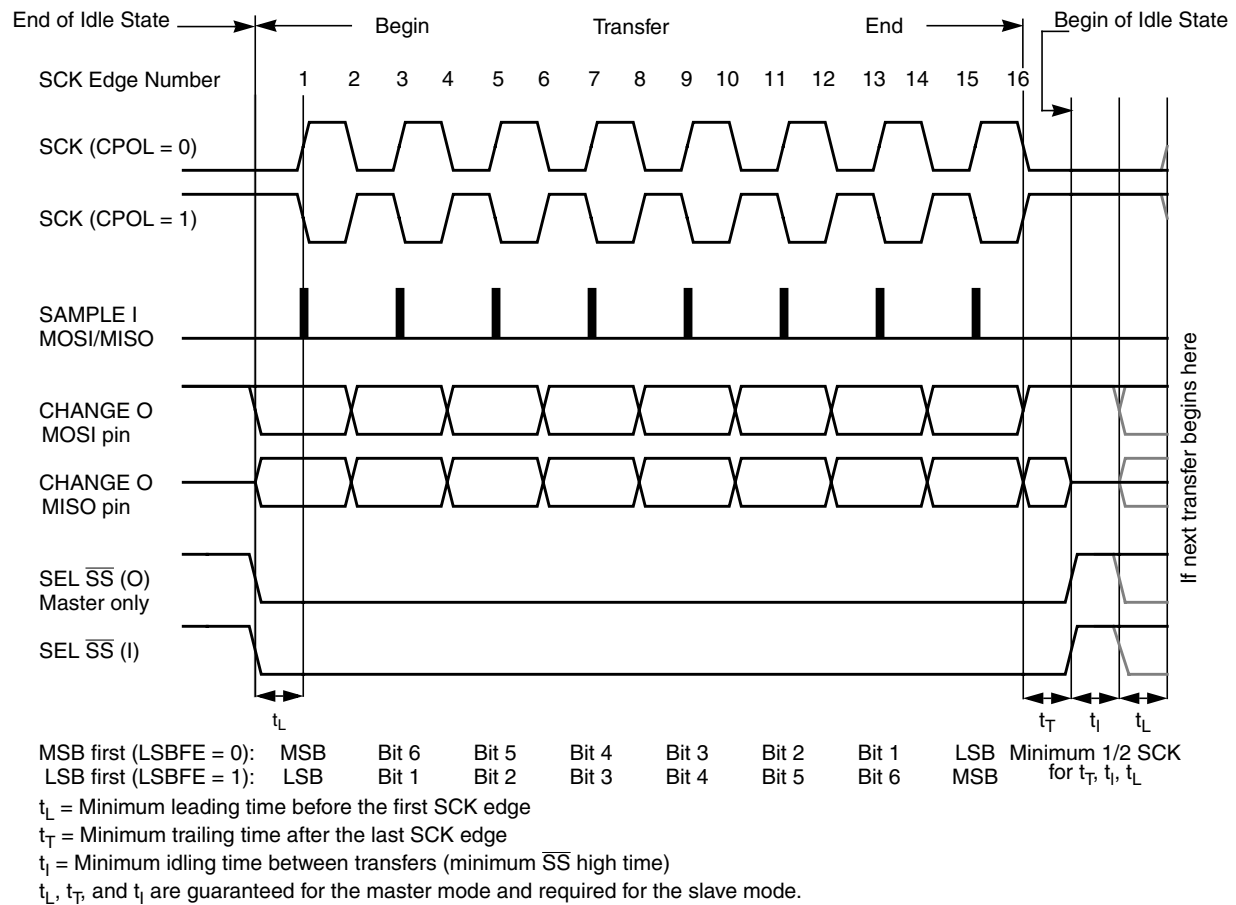 End of Idle State
Begin
Transfer
End
Begin of Idle State
SCK Edge Number
1 2 3 4 5 6 7 8 9 10 11 12 13 14 15 16
SCK (CPOL = 0)
SCK (CPOL = 1)
SAMPLE I
MOSI/MISO
CHANGE O
MOSI pin
CHANGE O
MISO pin
SEL S̅S̅ (O)
Master only
SEL S̅S̅ (I)
If next transfer begins here
tL
tT tI tL
MSB first (LSBFE = 0): MSB Bit 6 Bit 5 Bit 4 Bit 3 Bit 2 Bit 1 LSB Minimum 1/2 SCK
LSB first (LSBFE = 1): LSB Bit 1 Bit 2 Bit 3 Bit 4 Bit 5 Bit 6 MSB for tT, tI, tL
tL = Minimum leading time before the first SCK edge
tT = Minimum trailing time after the last SCK edge
tI = Minimum idling time between transfers (minimum S̅S̅ high time)
tL, tT, and tI are guaranteed for the master mode and required for the slave mode.